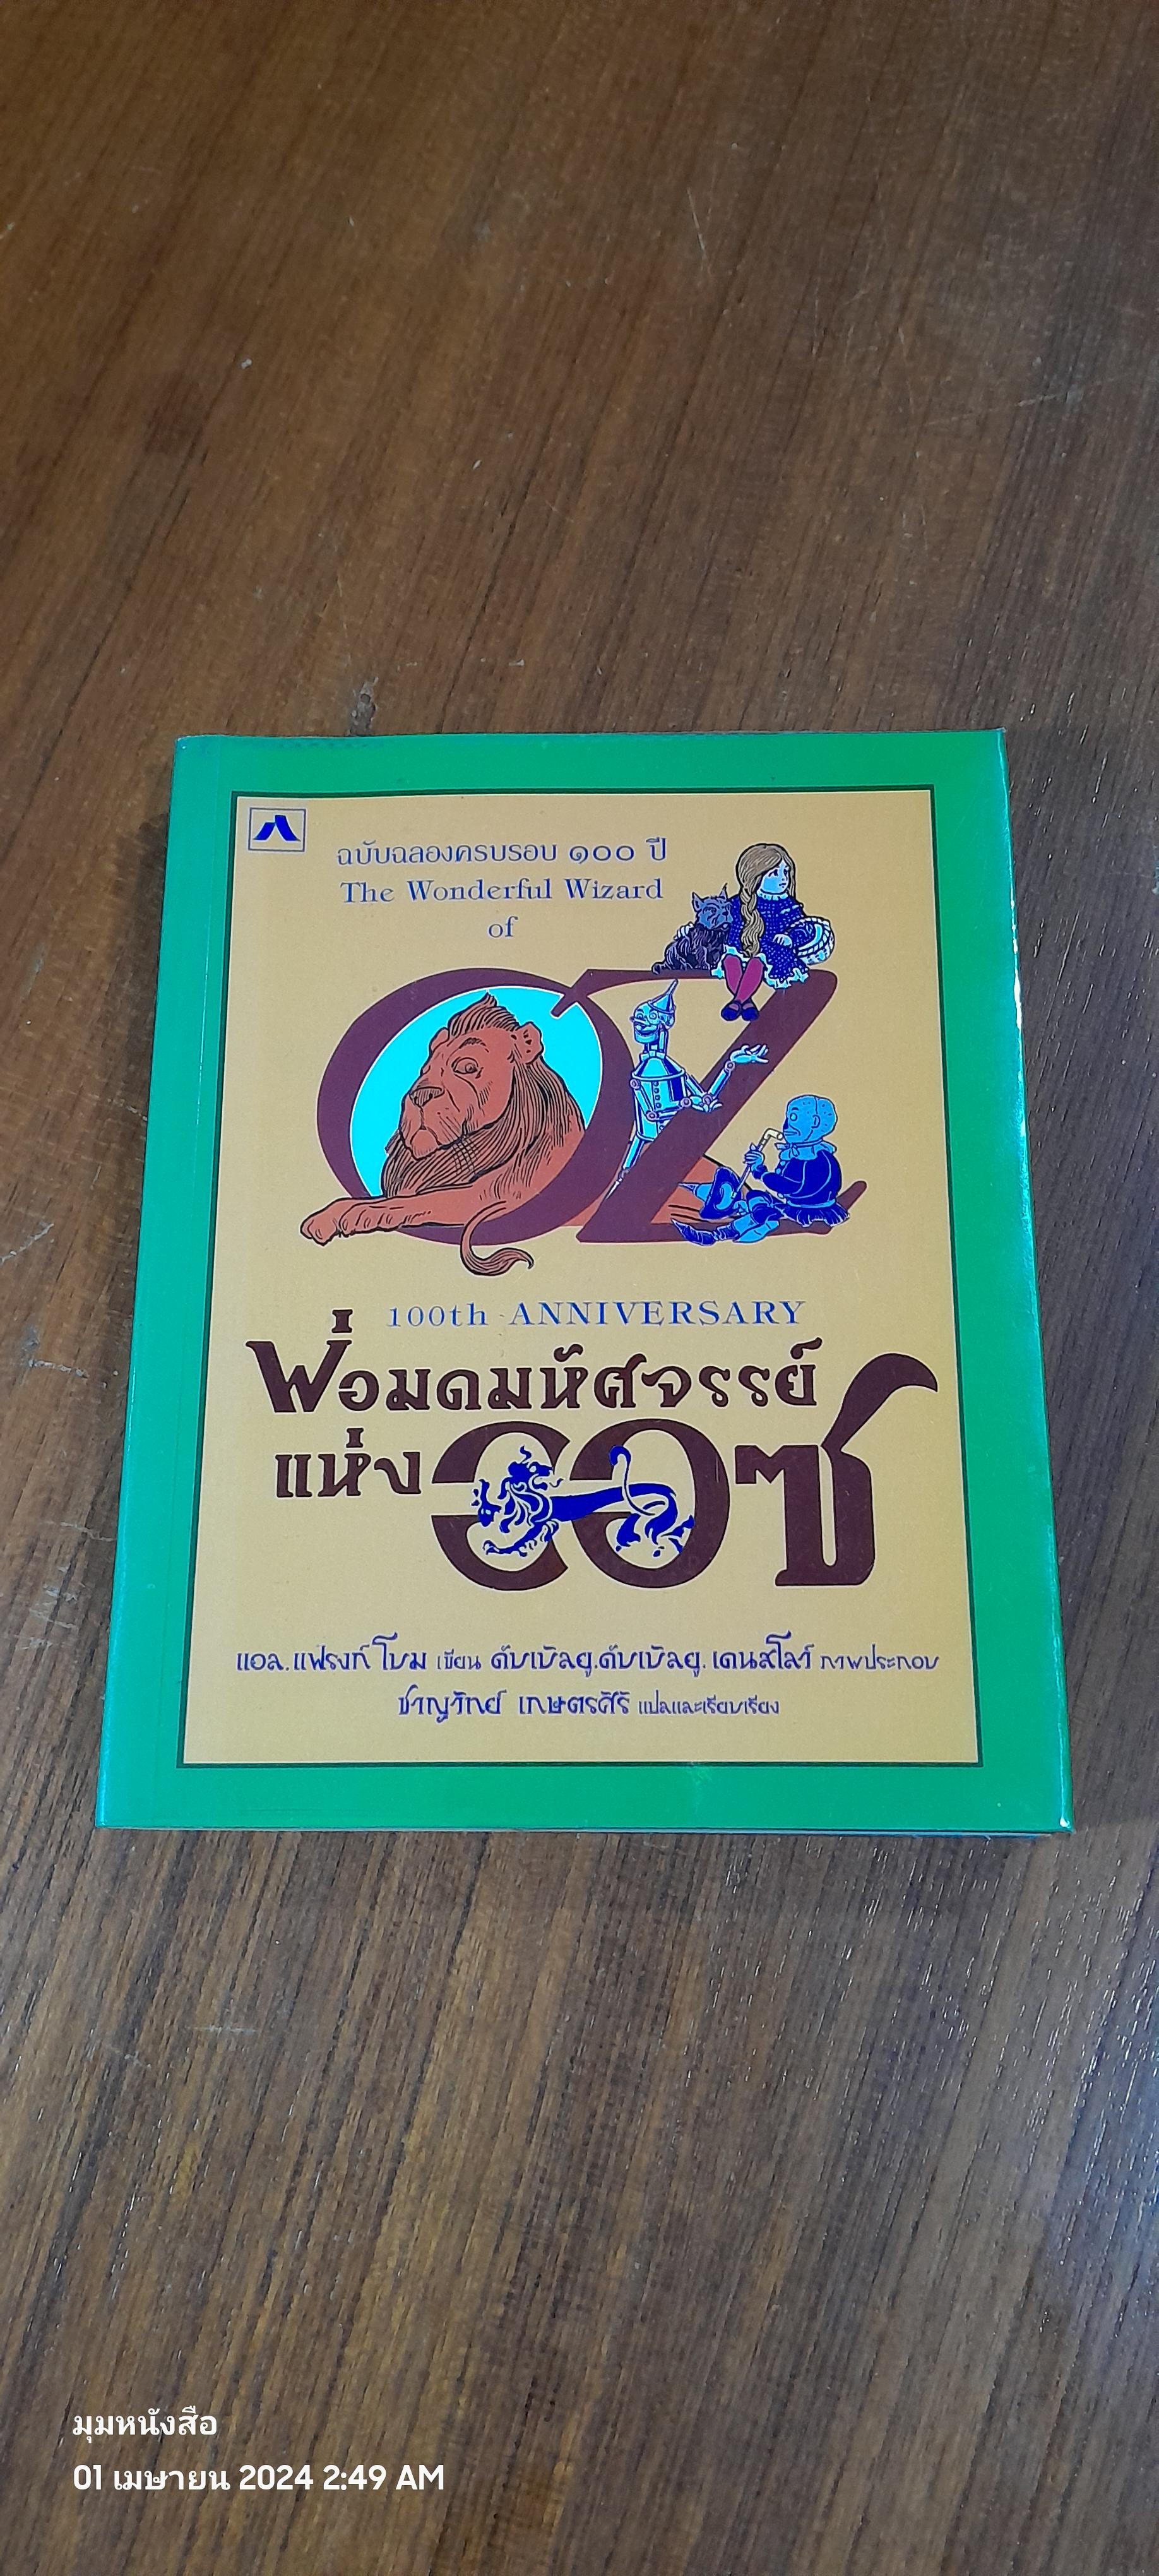 ฉบับฉลองครบรอบ ๑๐๐ ปี
The Wonderful Wizard
of
OZ
100th ANNIVERSARY
พ่อมดมหัศจรรย์
แห่งออซ
แอล.แฟรงก์ โบม เขียน ดับเบิลยู.ดับเบิลยู. เดนสโลว์ ภาพประกอบ
ชาญวิทย์ เกษตรศิริ แปลและเรียบเรียง
มุมหนังสือ
01 เมษายน 2024 2:49 AM